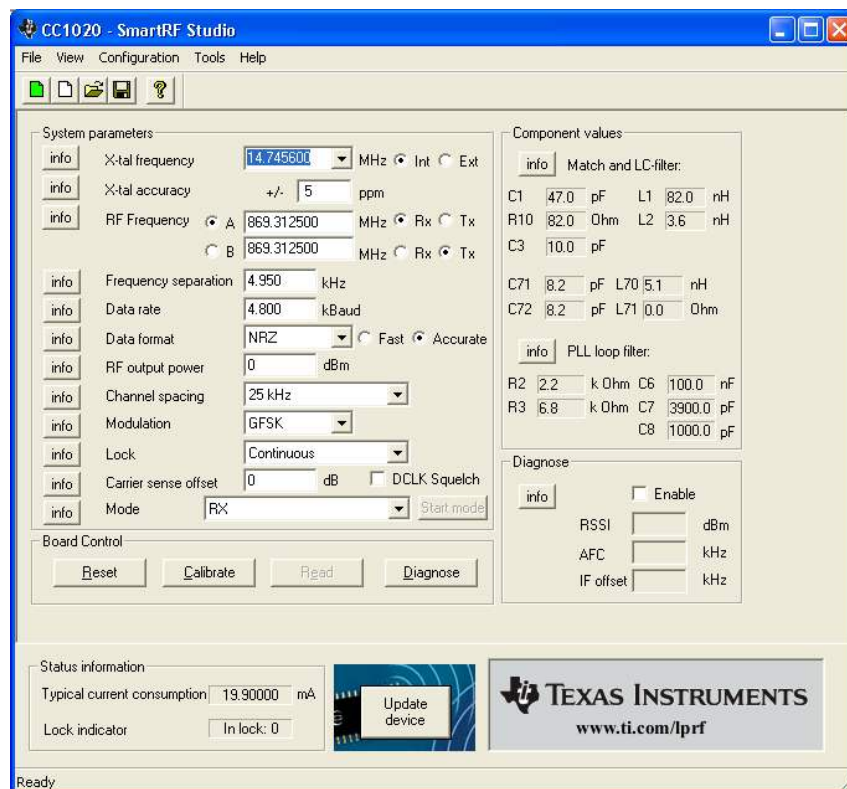 CC1020 - SmartRF Studio
File View Configuration Tools Help
System parameters
info X-tal frequency 14.745600 MHz Int Ext
info X-tal accuracy +/- 5 ppm
info RF Frequency A 869.312500 MHz Rx Tx
B 869.312500 MHz Rx Tx
info Frequency separation 4.950 kHz
info Data rate 4.800 kBaud
info Data format NRZ Fast Accurate
info RF output power 0 dBm
info Channel spacing 25 kHz
info Modulation GFSK
info Lock Continuous
info Carrier sense offset 0 dB DCLK Squelch
info Mode RX Start mode
Board Control
Reset Calibrate Read Diagnose
Component values
info Match and LC-filter:
C1 47.0 pF L1 82.0 nH
R10 82.0 Ohm L2 3.6 nH
C3 10.0 pF
C71 8.2 pF L70 5.1 nH
C72 8.2 pF L71 0.0 Ohm
info PLL loop filter:
R2 2.2 k Ohm C6 100.0 nF
R3 6.8 k Ohm C7 3900.0 pF
C8 1000.0 pF
Diagnose
info Enable
RSSI dBm
AFC kHz
IF offset kHz
Status information
Typical current consumption 19.90000 mA
Lock indicator In lock: 0
Update
device
TEXAS INSTRUMENTS
www.ti.com/lprf
Ready